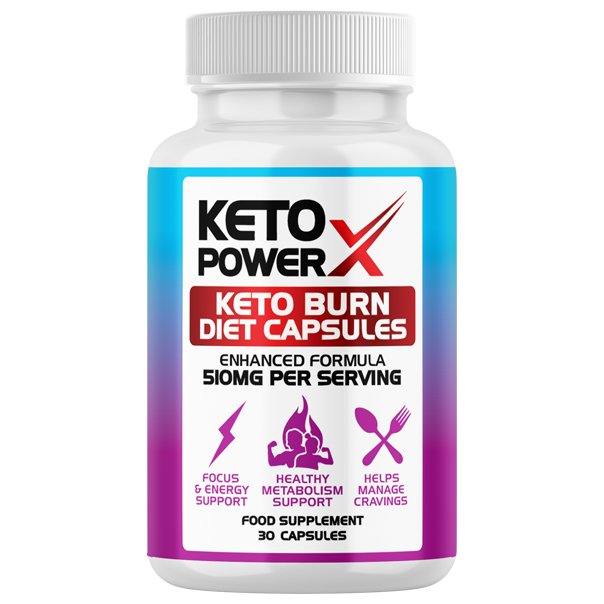 KETO
POWER X
KETO BURN
DIET CAPSULES
ENHANCED FORMULA
510MG PER SERVING
FOCUS
& ENERGY
SUPPORT
HEALTHY
METABOLISM
SUPPORT
HELPS
MANAGE
CRAVINGS
FOOD SUPPLEMENT
30 CAPSULES